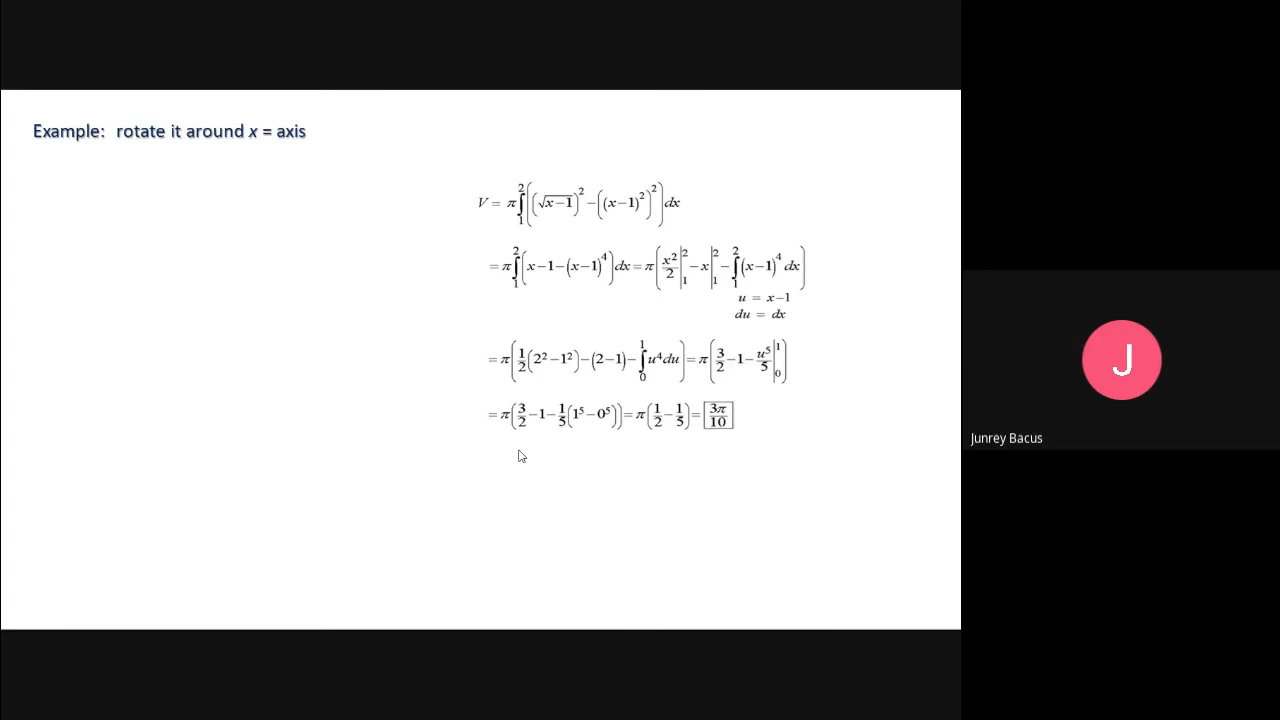 Example: rotate it around x = axis
V = π∫₁² ((√(x−1))² − ((x−1)²)²) dx
= π∫₁² (x−1−(x−1)⁴) dx = π(x²/2|₁² − x|₁² − ∫₁² (x−1)⁴ dx)
u = x−1
du = dx
= π(1/2(2²−1²)−(2−1)−∫₀¹ u⁴du) = π(3/2−1−u⁵/5|₀¹)
= π(3/2−1−1/5(1⁵−0⁵)) = π(1/2−1/5) = 3π/10
J
Junrey Bacus